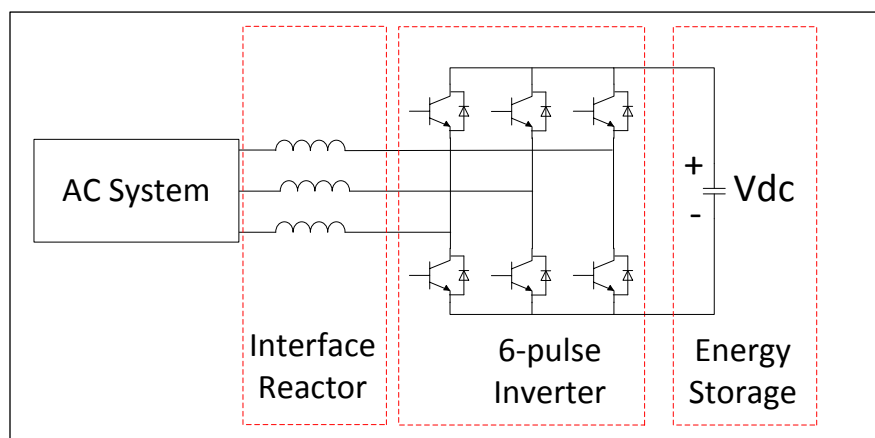 AC System
+
Vdc
-
Interface
Reactor
6-pulse
Inverter
Energy
Storage